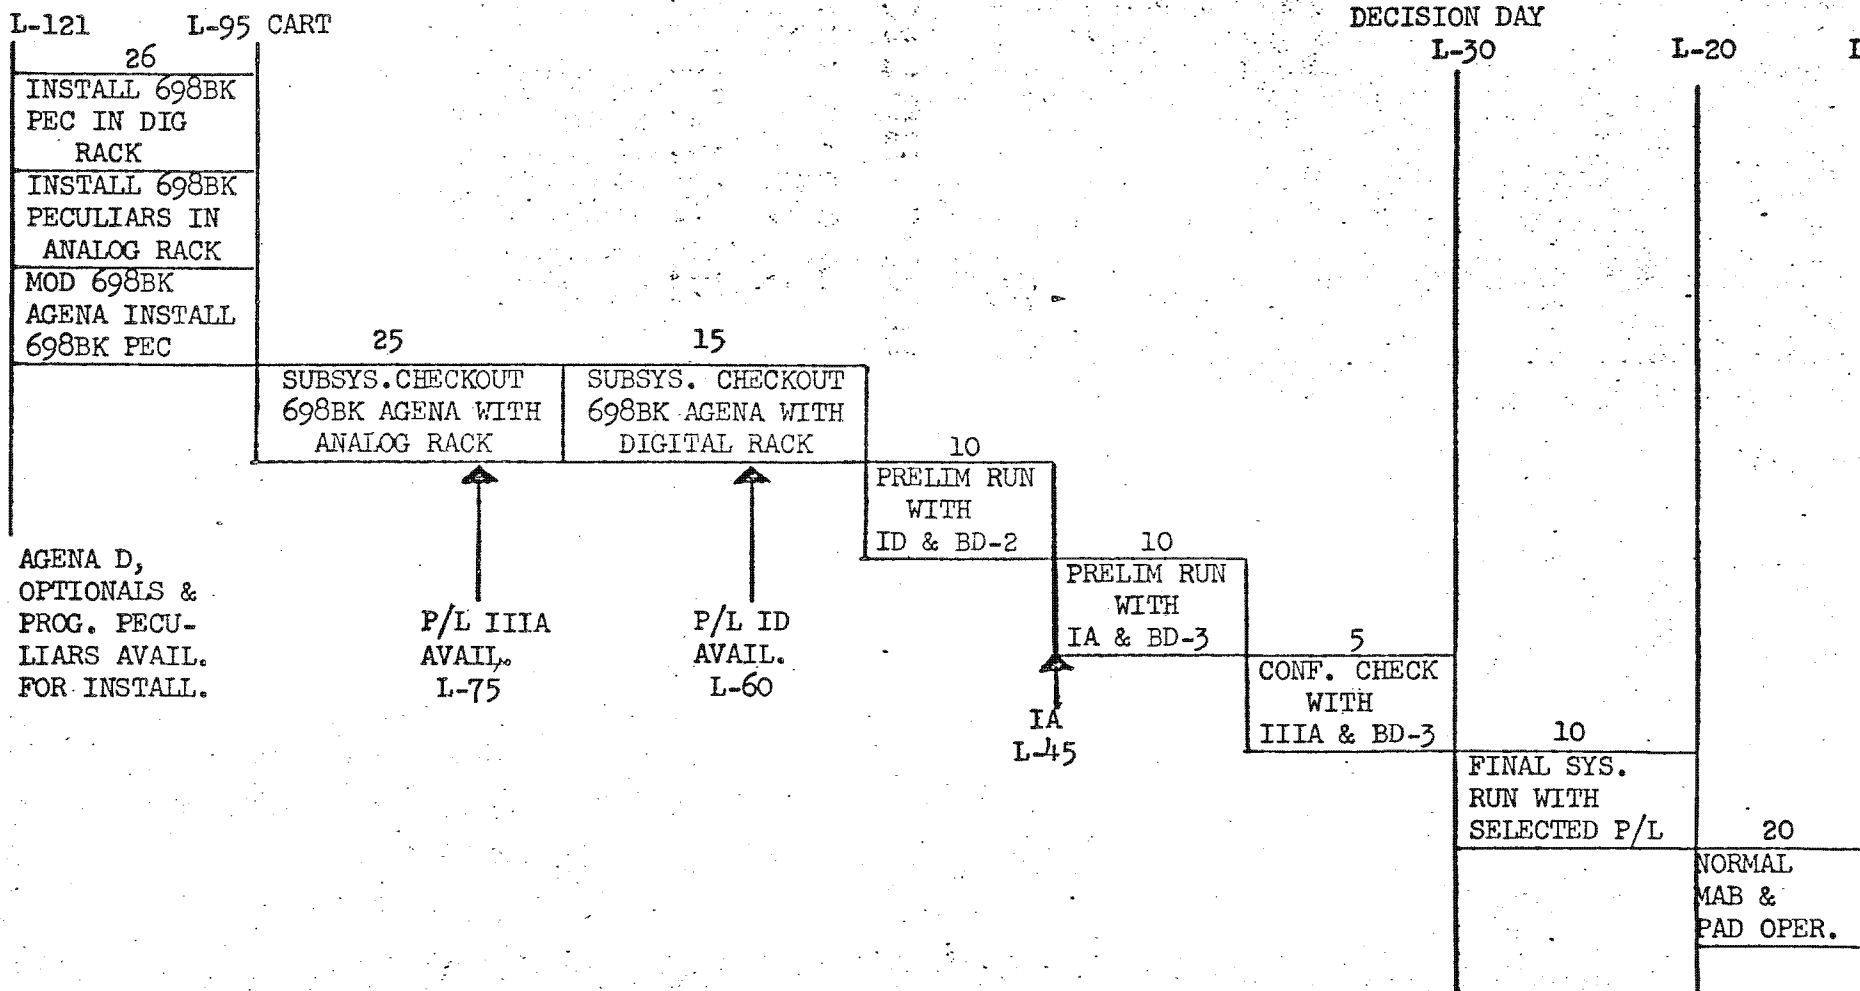 DECISION DAY
L-121 L-95 CART L-30 L-20
26
INSTALL 698BK
PEC IN DIG
RACK
INSTALL 698BK
PECULIARS IN
ANALOG RACK
MOD 698BK
AGENA INSTALL
698BK PEC
25
SUBSYS.CHECKOUT
698BK AGENA WITH
ANALOG RACK
15
SUBSYS. CHECKOUT
698BK AGENA WITH
DIGITAL RACK
10
PRELIM RUN
WITH
ID & BD-2
10
PRELIM RUN
WITH
IA & BD-3
5
CONF. CHECK
WITH
IIIA & BD-3
10
FINAL SYS.
RUN WITH
SELECTED P/L
20
NORMAL
MAB &
PAD OPER.
AGENA D,
OPTIONALS &
PROG. PECU-
LIARS AVAIL.
FOR INSTALL.
P/L IIIA
AVAIL.
L-75
P/L ID
AVAIL.
L-60
IA
L-45